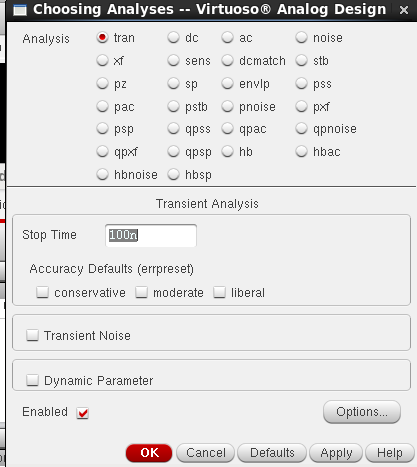 Choosing Analyses -- Virtuoso® Analog Design
Analysis tran dc ac noise
xf sens dcmatch stb
pz sp envlp pss
pac pstb pnoise pxf
psp qpss qpac qpnoise
qpxf qpsp hb hbac
hbnoise hbsp
Transient Analysis
Stop Time 100n
Accuracy Defaults (errpreset)
conservative moderate liberal
Transient Noise
Dynamic Parameter
Enabled Options...
OK Cancel Defaults Apply Help